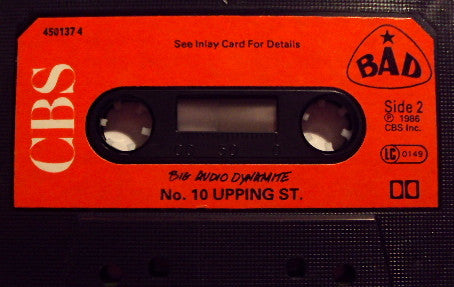 450137 4
See Inlay Card For Details
BAD
CBS
Side 2
℗ 1986
CBS Inc.
LC 0149
BIG AUDIO DYNAMITE
No. 10 UPPING ST.